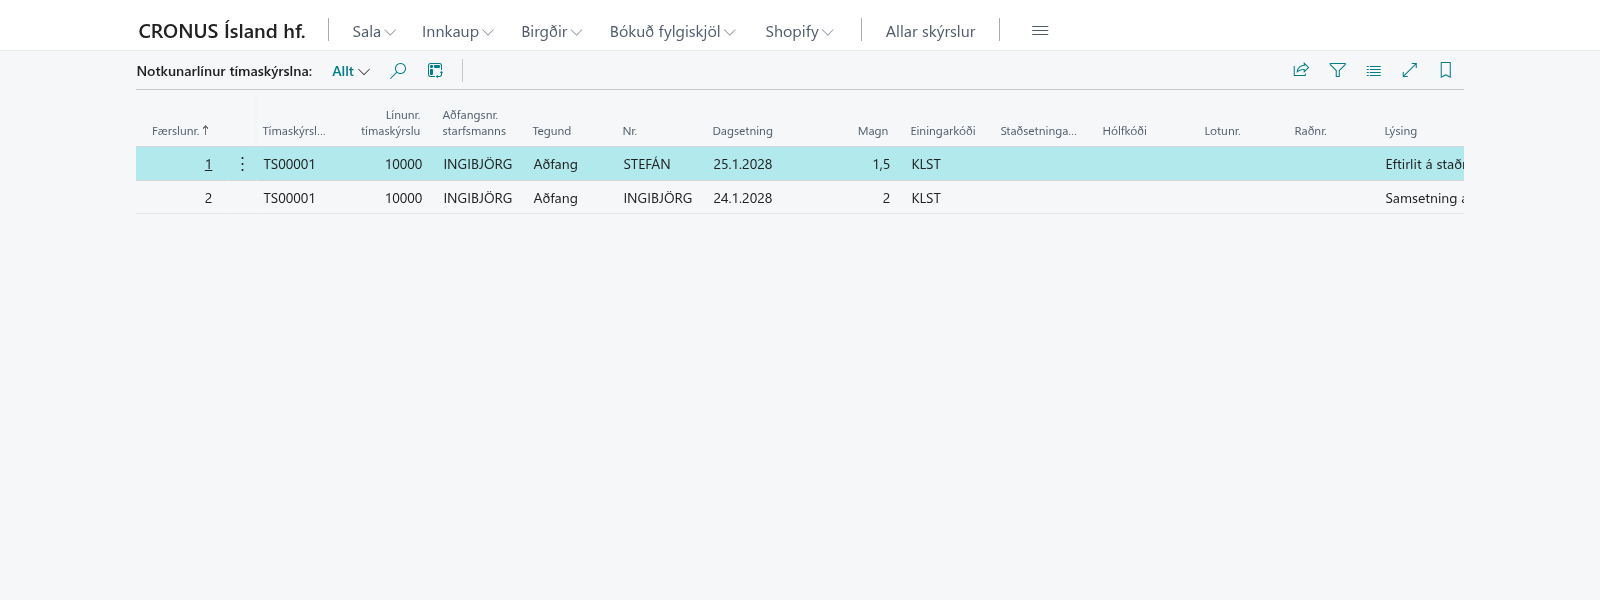 CRONUS Ísland hf. Sala Innkaup Birgðir Bókuð fylgiskjöl Shopify Allar skýrslur
Notkunarlínur tímaskýrslna: Allt
Færslunr. Tímaskýrsl... Línunr. tímaskýrslu Aðfangsnr. starfsmanns Tegund Nr. Dagsetning Magn Einingarkóði Staðsetninga... Hólfkóði Lotunr. Raðnr. Lýsing
1 TS00001 10000 INGIBJÖRG Aðfang STEFÁN 25.1.2028 1,5 KLST Eftirlit á
2 TS00001 10000 INGIBJÖRG Aðfang INGIBJÖRG 24.1.2028 2 KLST Samsetning